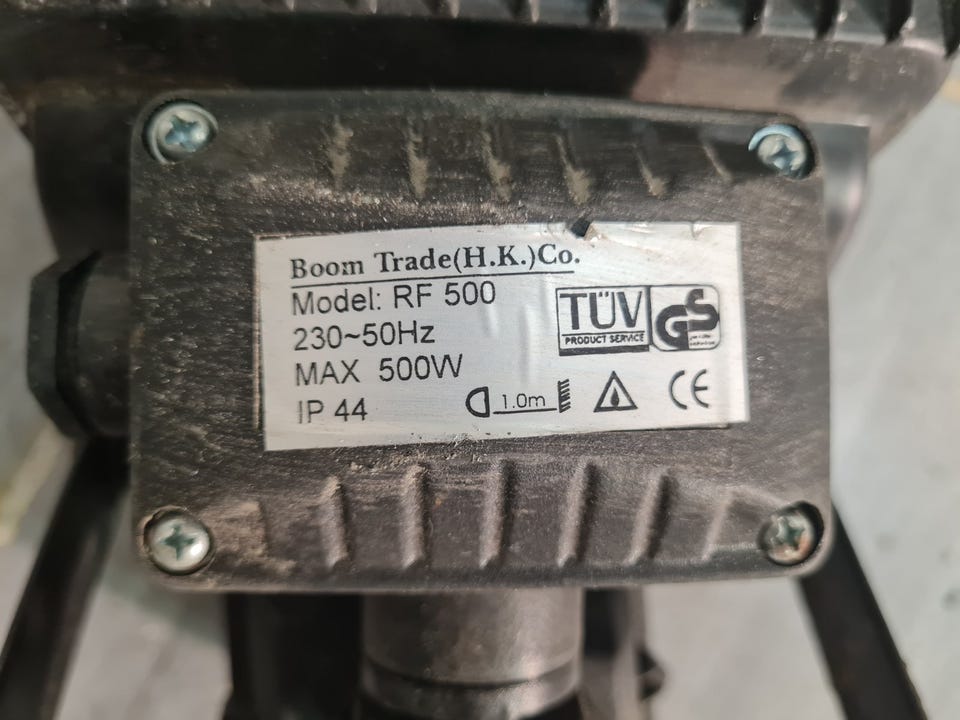 Boom Trade(H.K.)Co.
Model: RF 500
230~50Hz
MAX 500W
IP 44
1.0m
TÜV
PRODUCT SERVICE
GS
CE